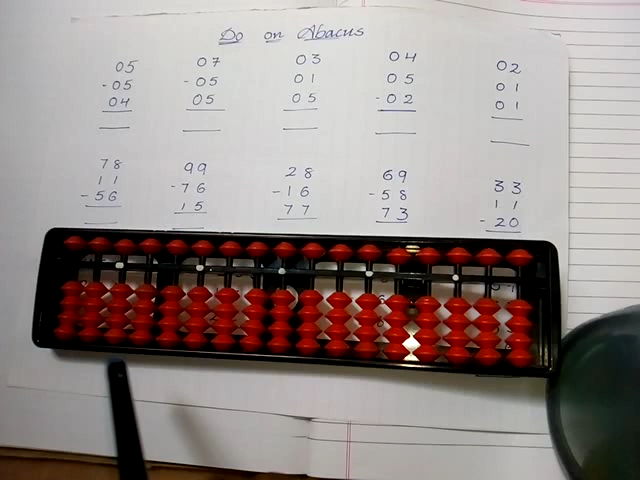 Do on Abacus
05 07 03 04 02
-05 -05 01 05 01
04 05 05 -02 01
78 99 28 69 33
11 -76 -16 -58 11
-56 15 77 73 -20